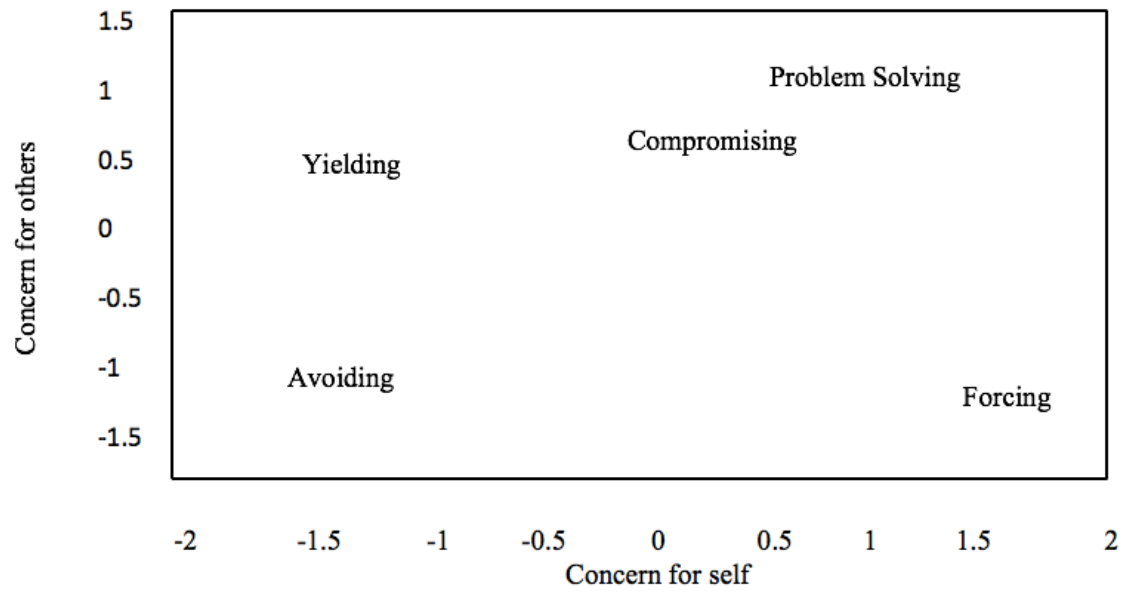 1.5
Problem Solving
1
Compromising
0.5
Yielding
0
-0.5
-1
Avoiding
Forcing
-1.5
Concern for others
-2 -1.5 -1 -0.5 0 0.5 1 1.5 2
Concern for self